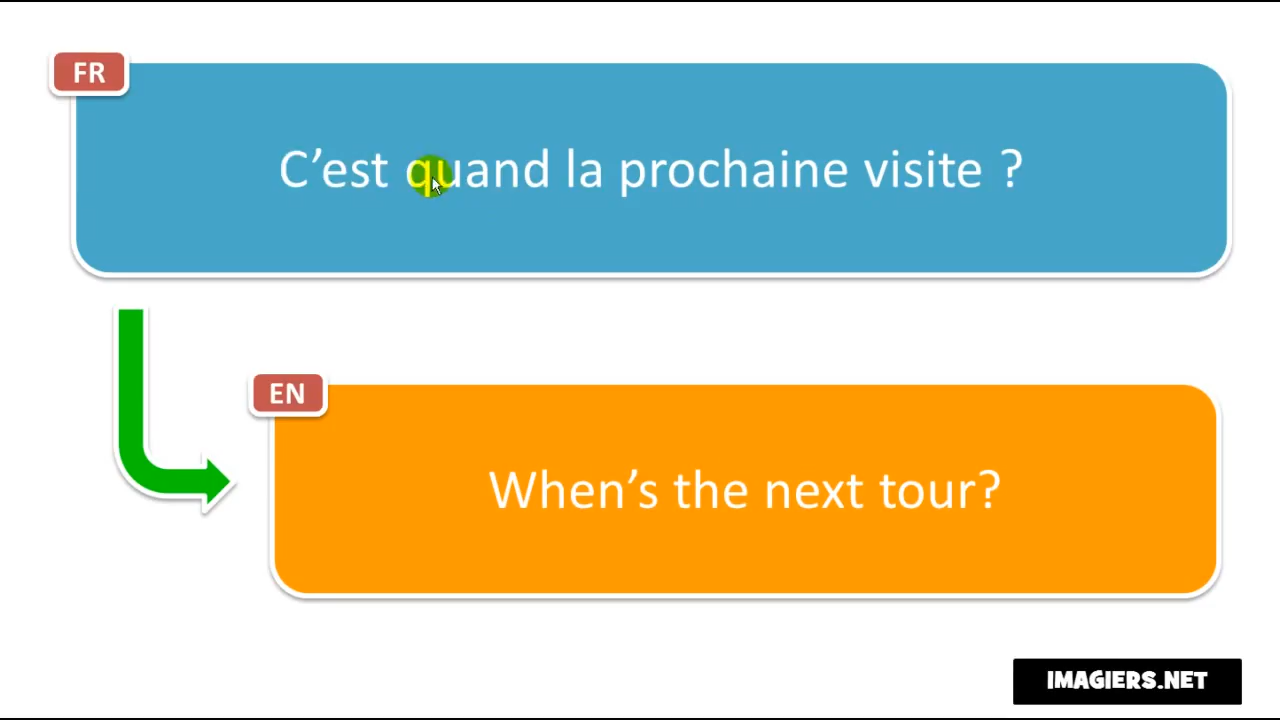 FR
C’est quand la prochaine visite ?
EN
When’s the next tour?
IMAGIERS.NET